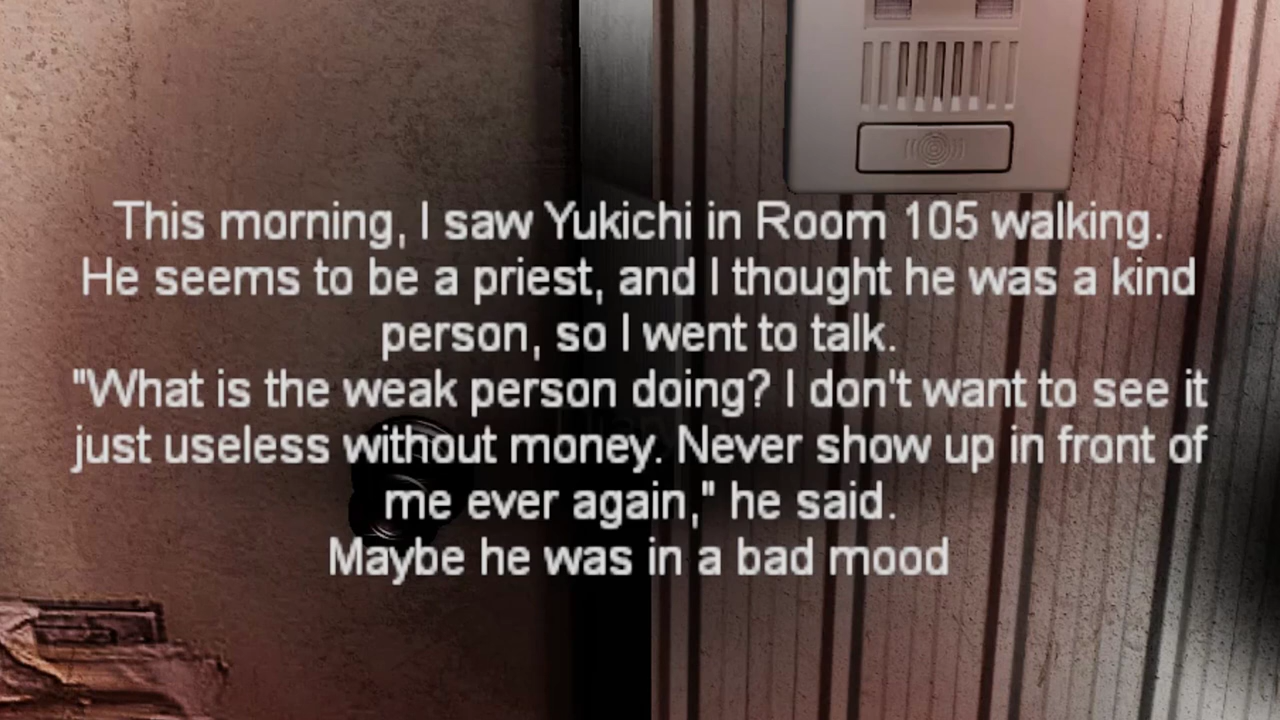 This morning, I saw Yukichi in Room 105 walking.
He seems to be a priest, and I thought he was a kind
person, so I went to talk.
"What is the weak person doing? I don't want to see it
just useless without money. Never show up in front of
me ever again," he said.
Maybe he was in a bad mood